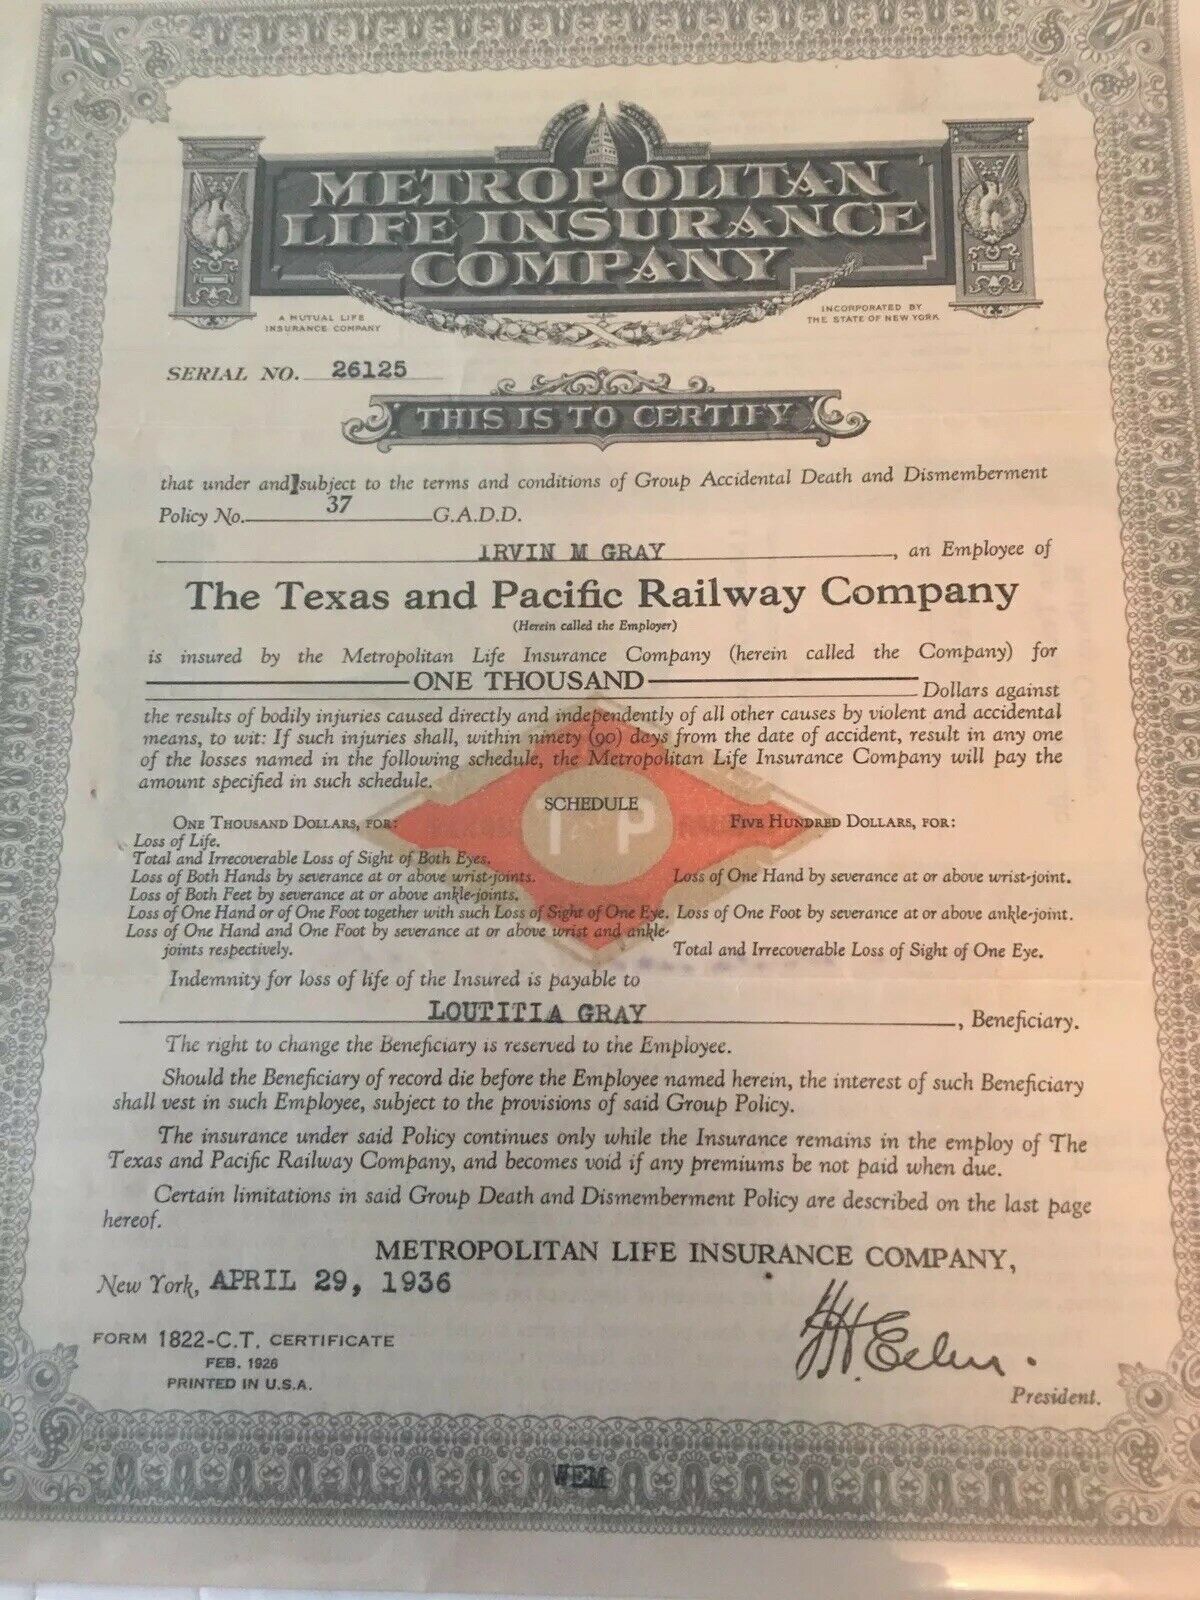 METROPOLITAN
LIFE INSURANCE
COMPANY
A MUTUAL LIFE
INSURANCE COMPANY
INCORPORATED BY
THE STATE OF NEW YORK
SERIAL NO. 26125
THIS IS TO CERTIFY
that under and subject to the terms and conditions of Group Accidental Death and Dismemberment
Policy No. 37 G.A.D.D.
IRVIN M GRAY, an Employee of
The Texas and Pacific Railway Company
(Herein called the Employer)
is insured by the Metropolitan Life Insurance Company (herein called the Company) for
ONE THOUSAND Dollars against
the results of bodily injuries caused directly and independently of all other causes by violent and accidental
means, to wit: If such injuries shall, within ninety (90) days from the date of accident, result in any one
of the losses named in the following schedule, the Metropolitan Life Insurance Company will pay the
amount specified in such schedule.
SCHEDULE
T P
ONE THOUSAND DOLLARS, FOR:
Loss of Life.
Total and Irrecoverable Loss of Sight of Both Eyes.
Loss of Both Hands by severance at or above wrist-joints.
Loss of Both Feet by severance at or above ankle-joints.
Loss of One Hand or of One Foot together with such Loss of Sight of One Eye.
Loss of One Hand and One Foot by severance at or above wrist and ankle-
joints respectively.
FIVE HUNDRED DOLLARS, FOR:
Loss of One Hand by severance at or above wrist-joint.
Loss of One Foot by severance at or above ankle-joint.
Total and Irrecoverable Loss of Sight of One Eye.
Indemnity for loss of life of the Insured is payable to
LOUTITIA GRAY, Beneficiary.
The right to change the Beneficiary is reserved to the Employee.
Should the Beneficiary of record die before the Employee named herein, the interest of such Beneficiary
shall vest in such Employee, subject to the provisions of said Group Policy.
The insurance under said Policy continues only while the Insurance remains in the employ of The
Texas and Pacific Railway Company, and becomes void if any premiums be not paid when due.
Certain limitations in said Group Death and Dismemberment Policy are described on the last page
hereof.
METROPOLITAN LIFE INSURANCE COMPANY,
New York, APRIL 29, 1936
FORM 1822-C.T. CERTIFICATE
FEB. 1926
PRINTED IN U.S.A.
President.
WEM